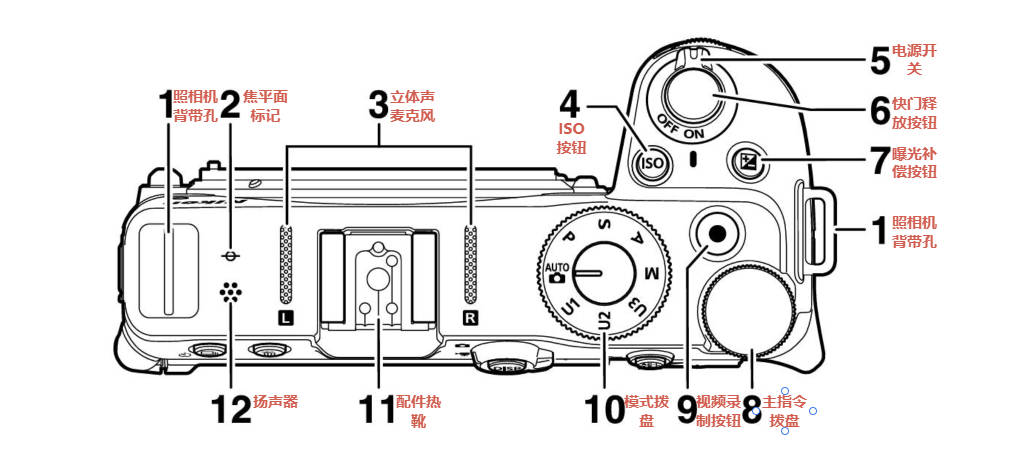 5 电源开
关
1 照相机
背带孔
2 焦平面
标记
3 立体声
麦克风
4
ISO
按钮
6 快门释
放按钮
OFF ON
ISO
7 曝光补
偿按钮
Nikon
1 照相机
背带孔
P S A M U3 U2 U1 AUTO
L R
DISP
12 扬声器
11 配件热
靴
10 模式拨
盘
9 视频录
制按钮
8 主指令
拨盘